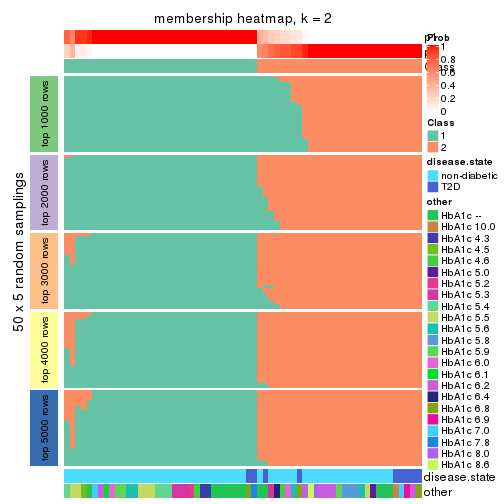 membership heatmap, k = 2
Prob
1
0.8
0.6
0.4
0.2
0
Class
1
2
disease.state
non-diabetic
T2D
other
HbA1c --
HbA1c 10.0
HbA1c 4.3
HbA1c 4.5
HbA1c 4.6
HbA1c 5.0
HbA1c 5.2
HbA1c 5.3
HbA1c 5.4
HbA1c 5.5
HbA1c 5.6
HbA1c 5.8
HbA1c 5.9
HbA1c 6.0
HbA1c 6.1
HbA1c 6.2
HbA1c 6.4
HbA1c 6.8
HbA1c 6.9
HbA1c 7.0
HbA1c 7.8
HbA1c 8.0
HbA1c 8.6
50 x 5 random samplings
top 1000 rows
top 2000 rows
top 3000 rows
top 4000 rows
top 5000 rows
disease.state
other